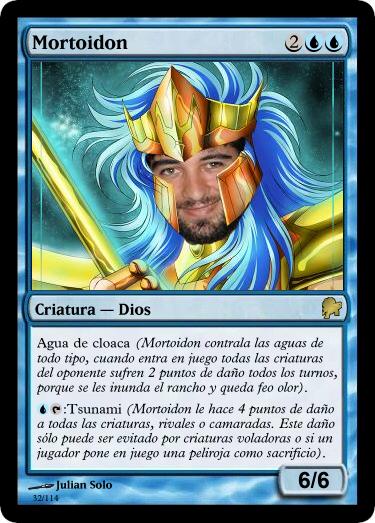 Mortoidon 2
Criatura — Dios
Agua de cloaca (Mortoidon contrala las aguas de
todo tipo, cuando entra en juego todas las criaturas
del oponente sufren 2 puntos de daño todos los turnos,
porque se les inunda el rancho y queda feo olor).
:Tsunami (Mortoidon le hace 4 puntos de daño
a todas las criaturas, rivales o camaradas. Este daño
sólo puede ser evitado por criaturas voladoras o si un
jugador pone en juego una peliroja como sacrificio).
6/6
Julian Solo
32/114